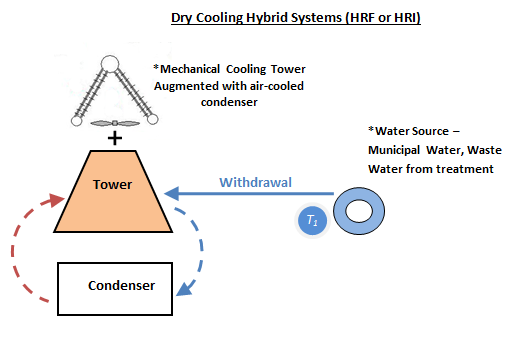 Dry Cooling Hybrid Systems (HRF or HRI)
*Mechanical Cooling Tower
Augmented with air-cooled
condenser
+
*Water Source –
Municipal Water, Waste
Water from treatment
Tower
Withdrawal
T1
Condenser